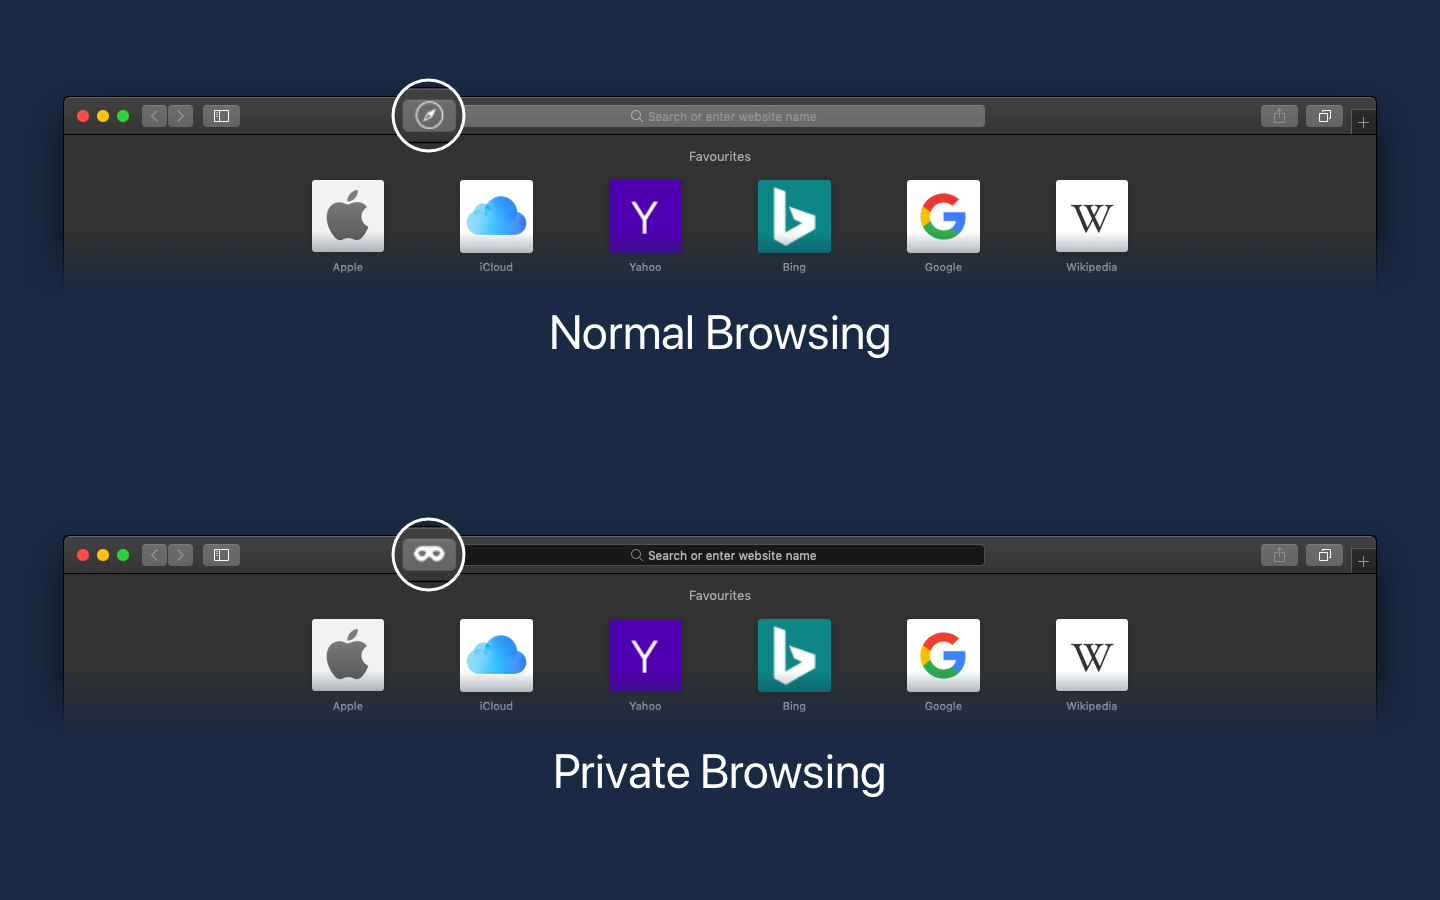 Search or enter website name
Favourites
Apple iCloud Yahoo Bing Google Wikipedia
Normal Browsing
Search or enter website name
Favourites
Apple iCloud Yahoo Bing Google Wikipedia
Private Browsing